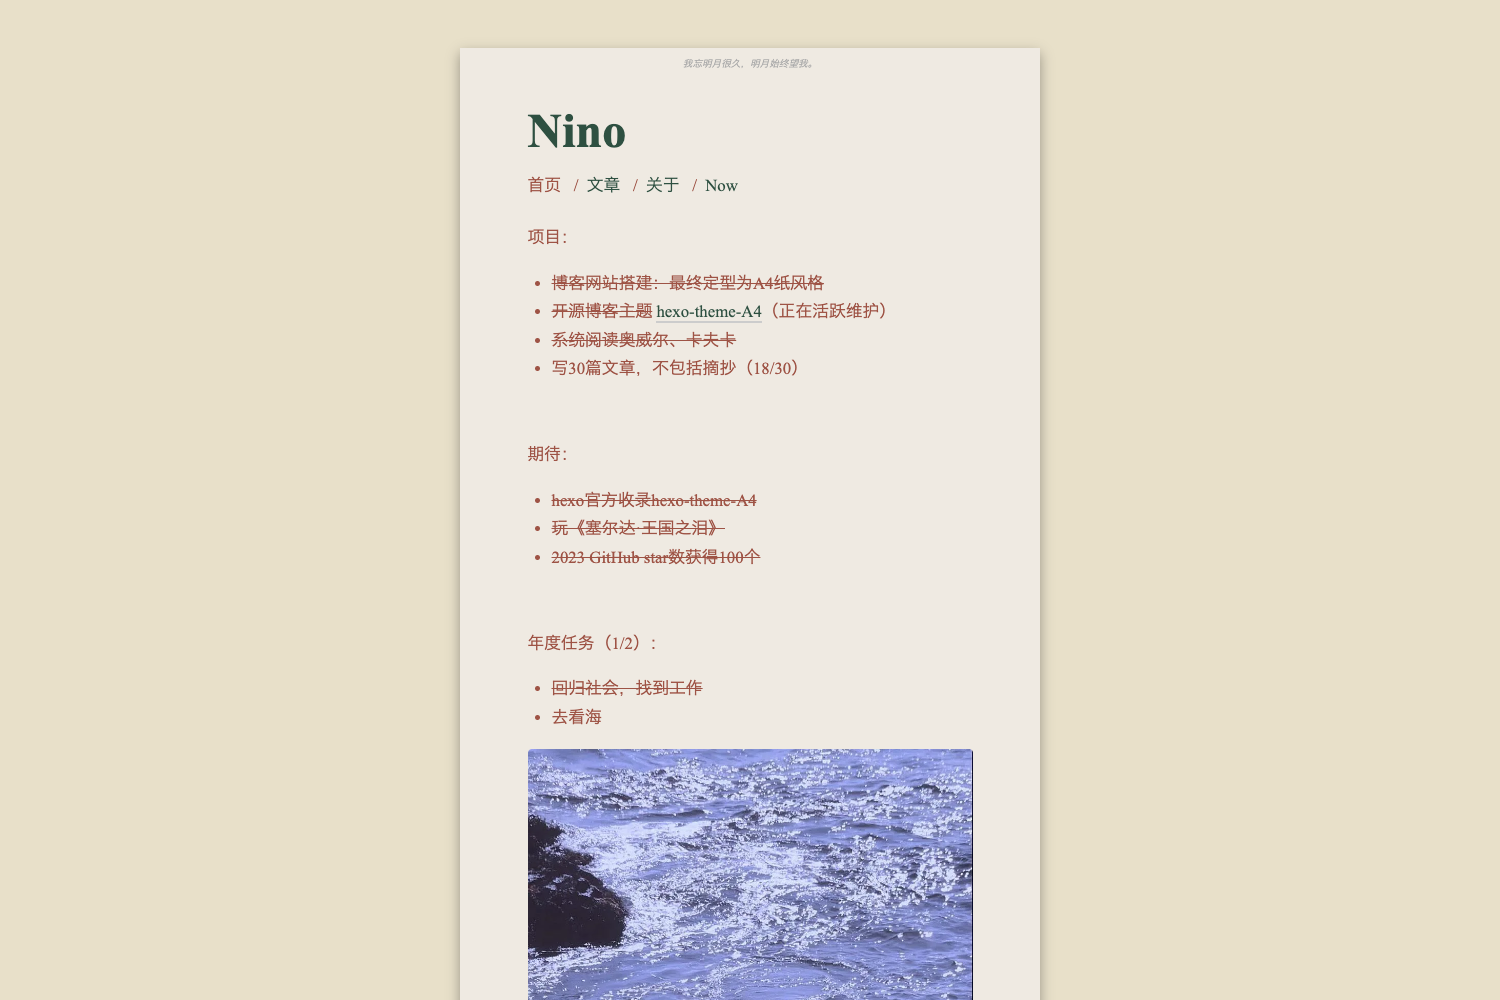 我忘明月很久，明月始终望我。
Nino
首页 / 文章 / 关于 / Now
项目：
博客网站搭建：最终定型为A4纸风格
开源博客主题 hexo-theme-A4（正在活跃维护）
系统阅读奥威尔、卡夫卡
写30篇文章，不包括摘抄（18/30）
期待：
hexo官方收录hexo-theme-A4
玩《塞尔达·王国之泪》
2023 GitHub star数获得100个
年度任务（1/2）：
回归社会，找到工作
去看海